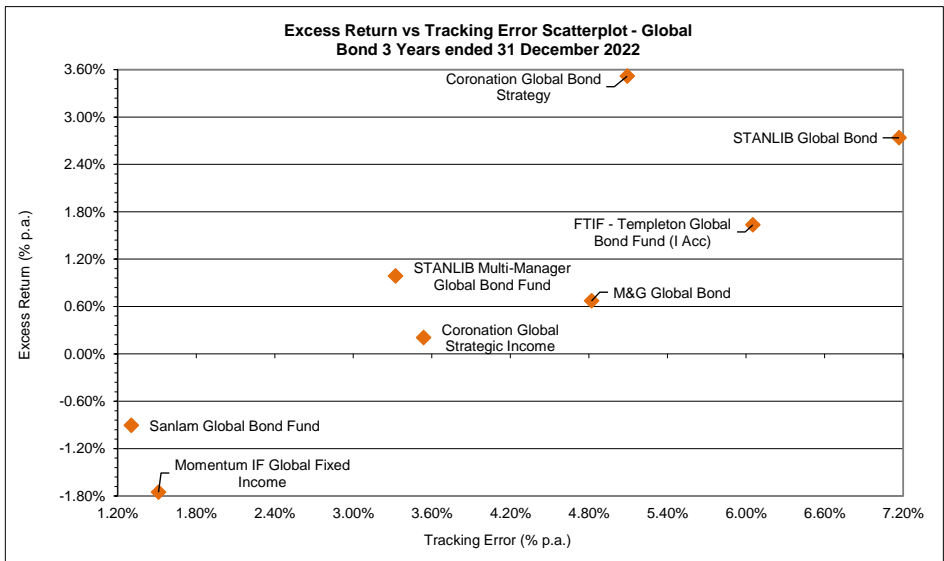 Excess Return vs Tracking Error Scatterplot - Global
Bond 3 Years ended 31 December 2022
3.60%
3.00%
2.40%
1.80%
1.20%
0.60%
0.00%
-0.60%
-1.20%
-1.80%
Excess Return (% p.a.)
Coronation Global Bond
Strategy
STANLIB Global Bond
FTIF - Templeton Global
Bond Fund (I Acc)
STANLIB Multi-Manager
Global Bond Fund
M&G Global Bond
Coronation Global
Strategic Income
Sanlam Global Bond Fund
Momentum IF Global Fixed
Income
1.20% 1.80% 2.40% 3.00% 3.60% 4.20% 4.80% 5.40% 6.00% 6.60% 7.20%
Tracking Error (% p.a.)